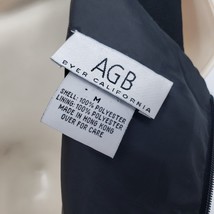 AGB
BYER CALIFORNIA
M
SHELL: 100% POLYESTER
LINING: 100% POLYESTER
MADE IN HONG KONG
OVER FOR CARE